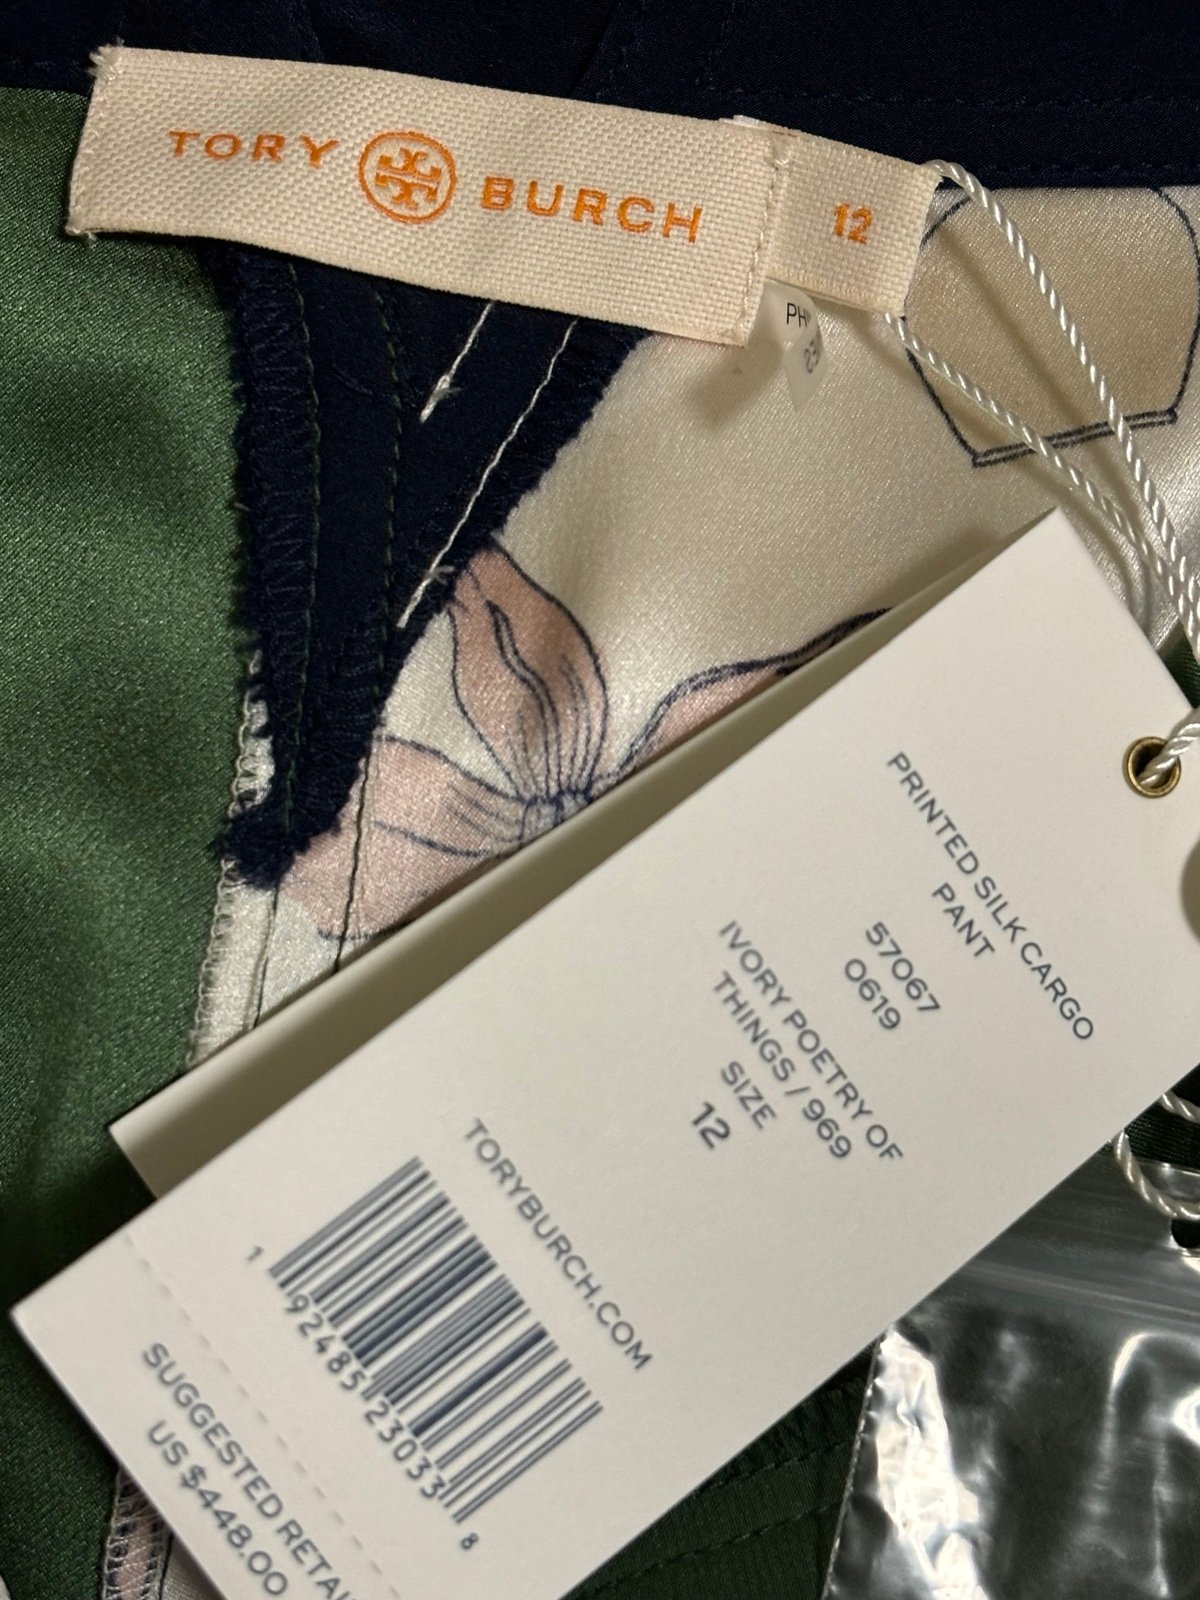 TORY BURCH
12
PRINTED SILK CARGO
PANT
57067
0619
IVORY POETRY OF
THINGS / 969
SIZE
12
TORYBURCH.COM
1 92485 23033 8
SUGGESTED RETAIL
US $448.00